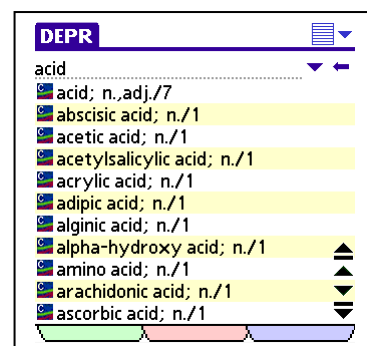 DEPR
acid
acid; n.,adj./7
abscisic acid; n./1
acetic acid; n./1
acetylsalicylic acid; n./1
acrylic acid; n./1
adipic acid; n./1
alginic acid; n./1
alpha-hydroxy acid; n./1
amino acid; n./1
arachidonic acid; n./1
ascorbic acid; n./1